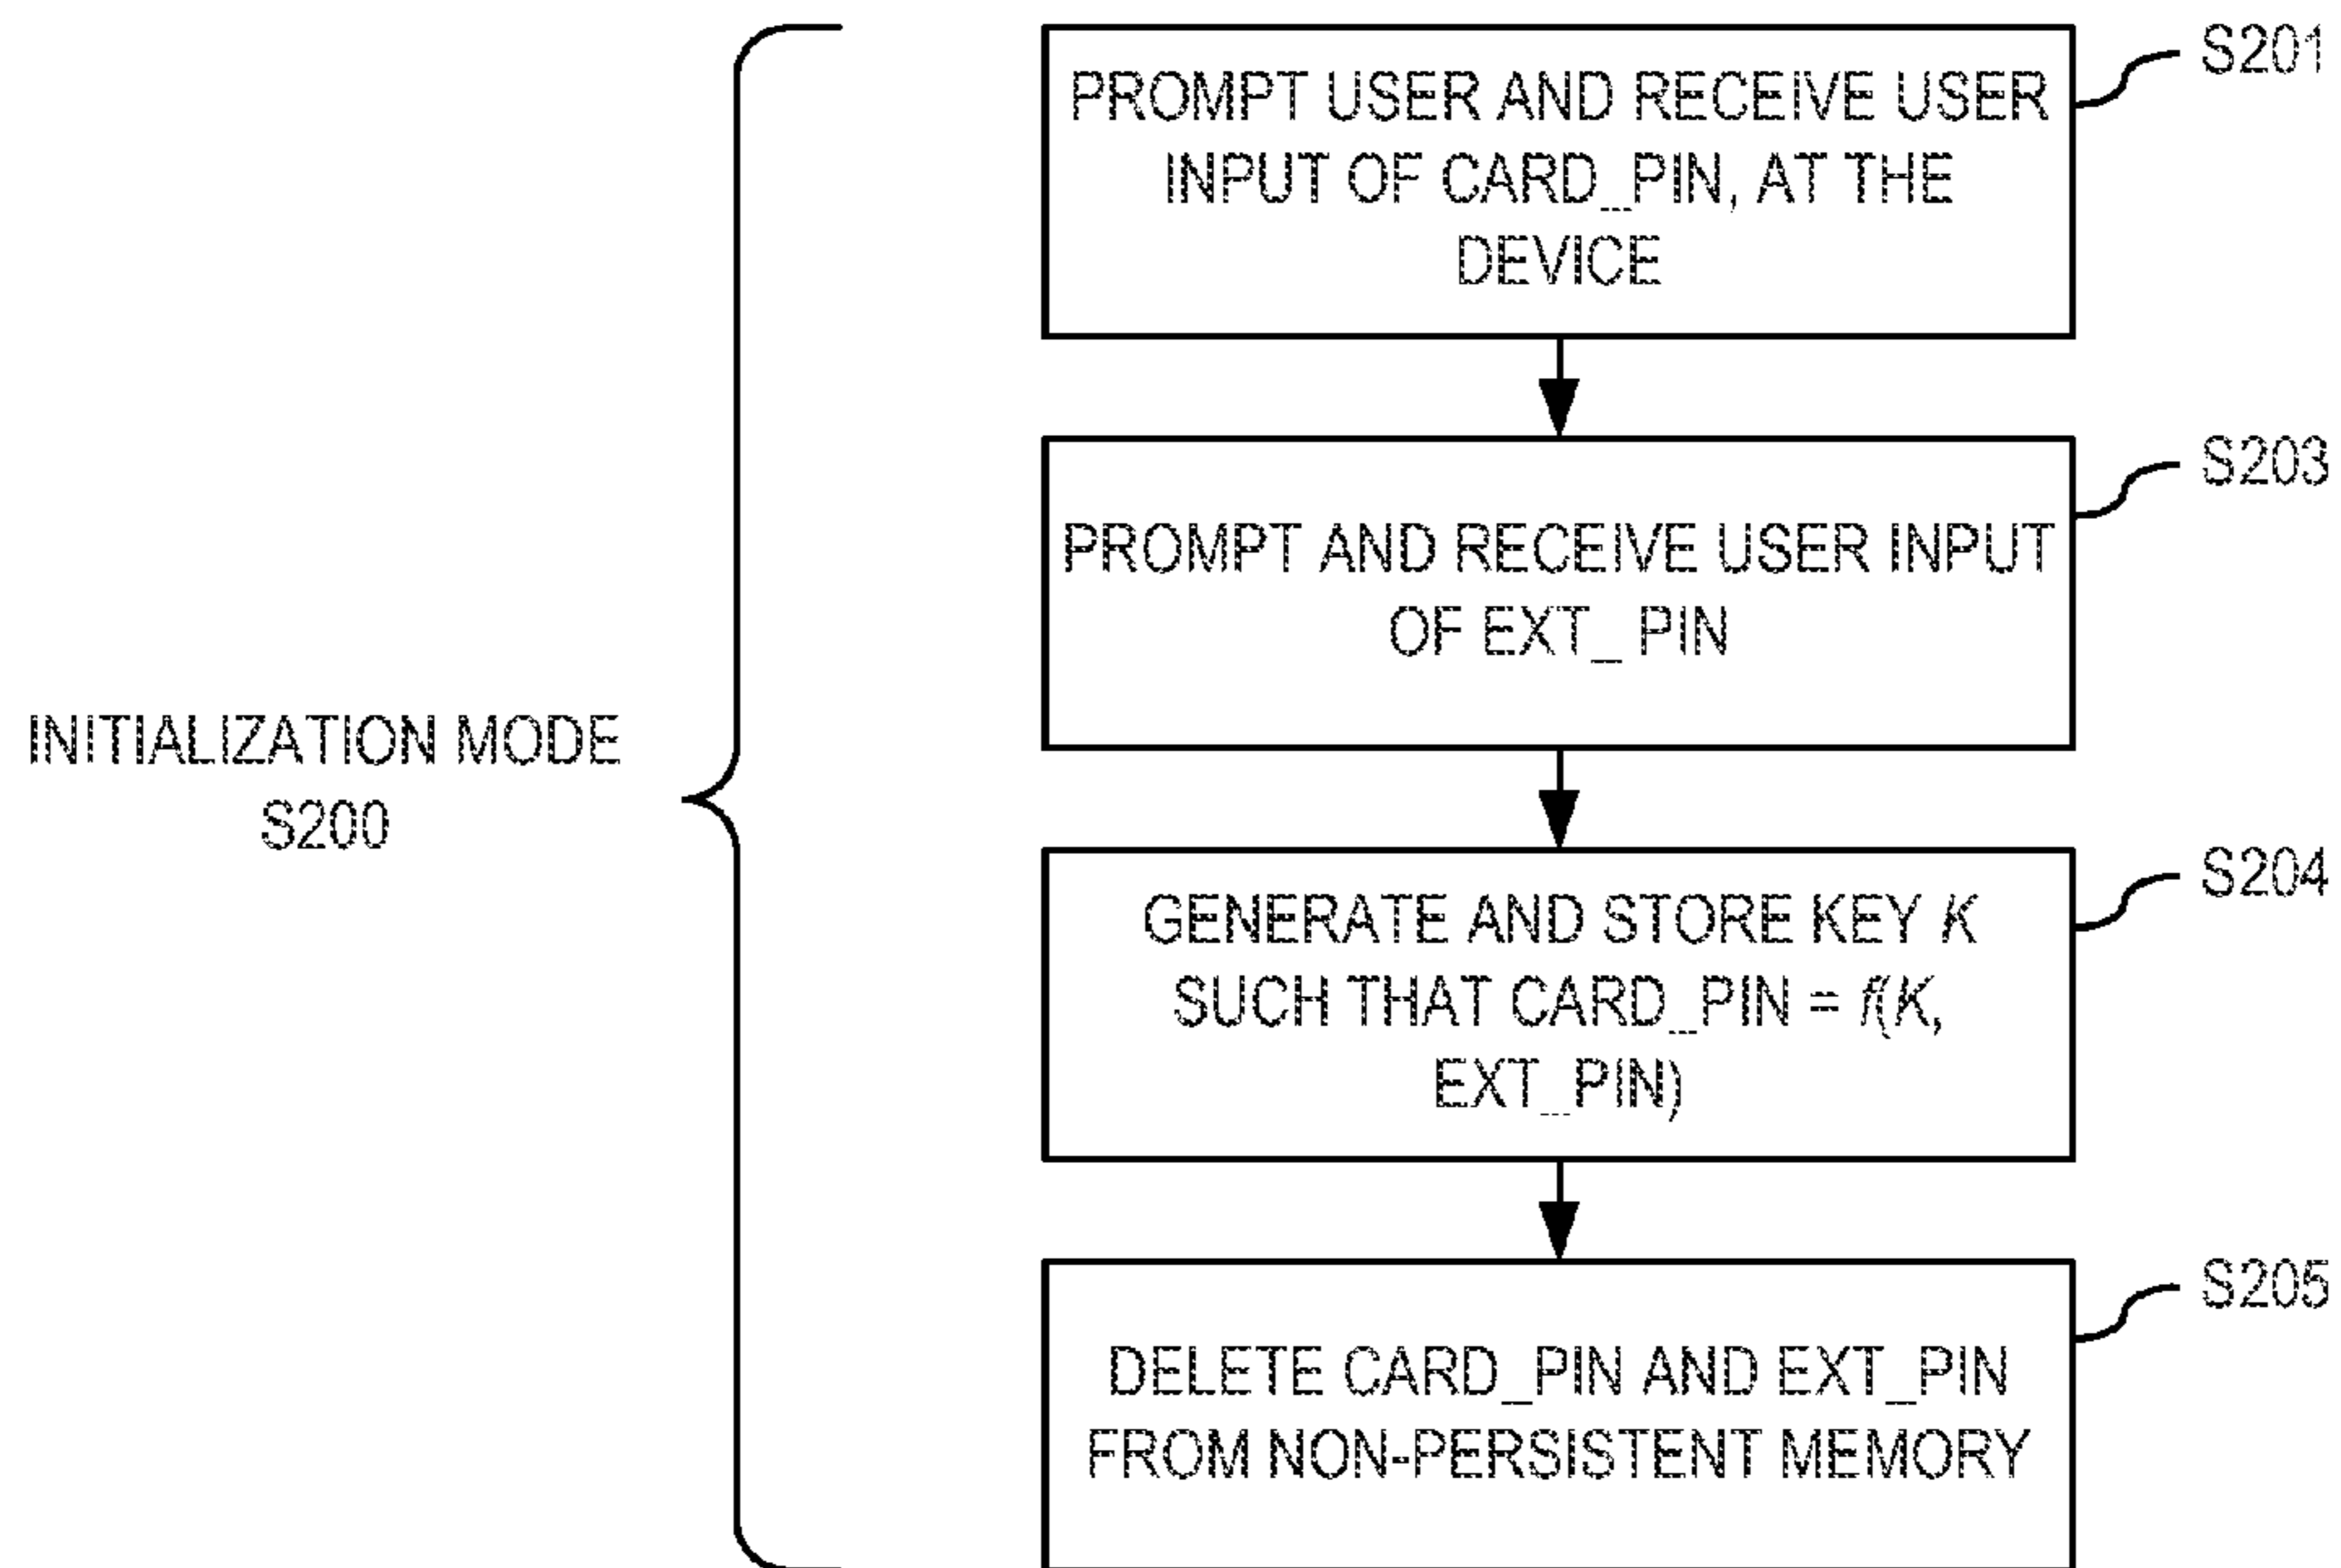 S201
PROMPT USER AND RECEIVE USER
INPUT OF CARD_PIN, AT THE
DEVICE
S203
PROMPT AND RECEIVE USER INPUT
OF EXT_ PIN
INITIALIZATION MODE
S200
S204
GENERATE AND STORE KEY K
SUCH THAT CARD_PIN = f(K,
EXT_PIN)
S205
DELETE CARD_PIN AND EXT_PIN
FROM NON-PERSISTENT MEMORY